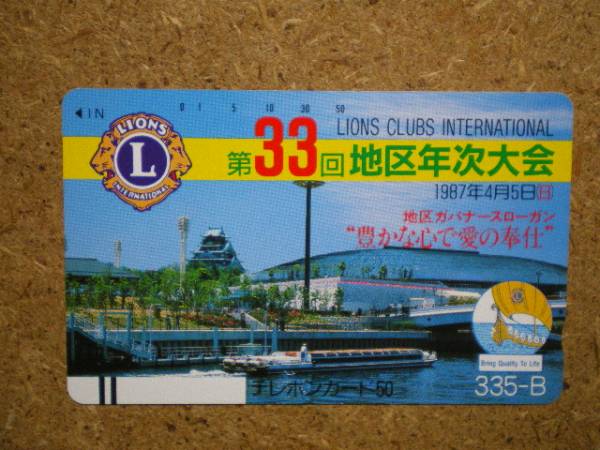 ◀IN
0 1 5 10 30 50
LIONS CLUBS INTERNATIONAL
LIONS
L
INTERNATIONAL
第33回地区年次大会
1987年4月5日(日)
地区ガバナースローガン
“豊かな心で愛の奉仕”
Bring Quality To Life
テレホンカード50
335-B